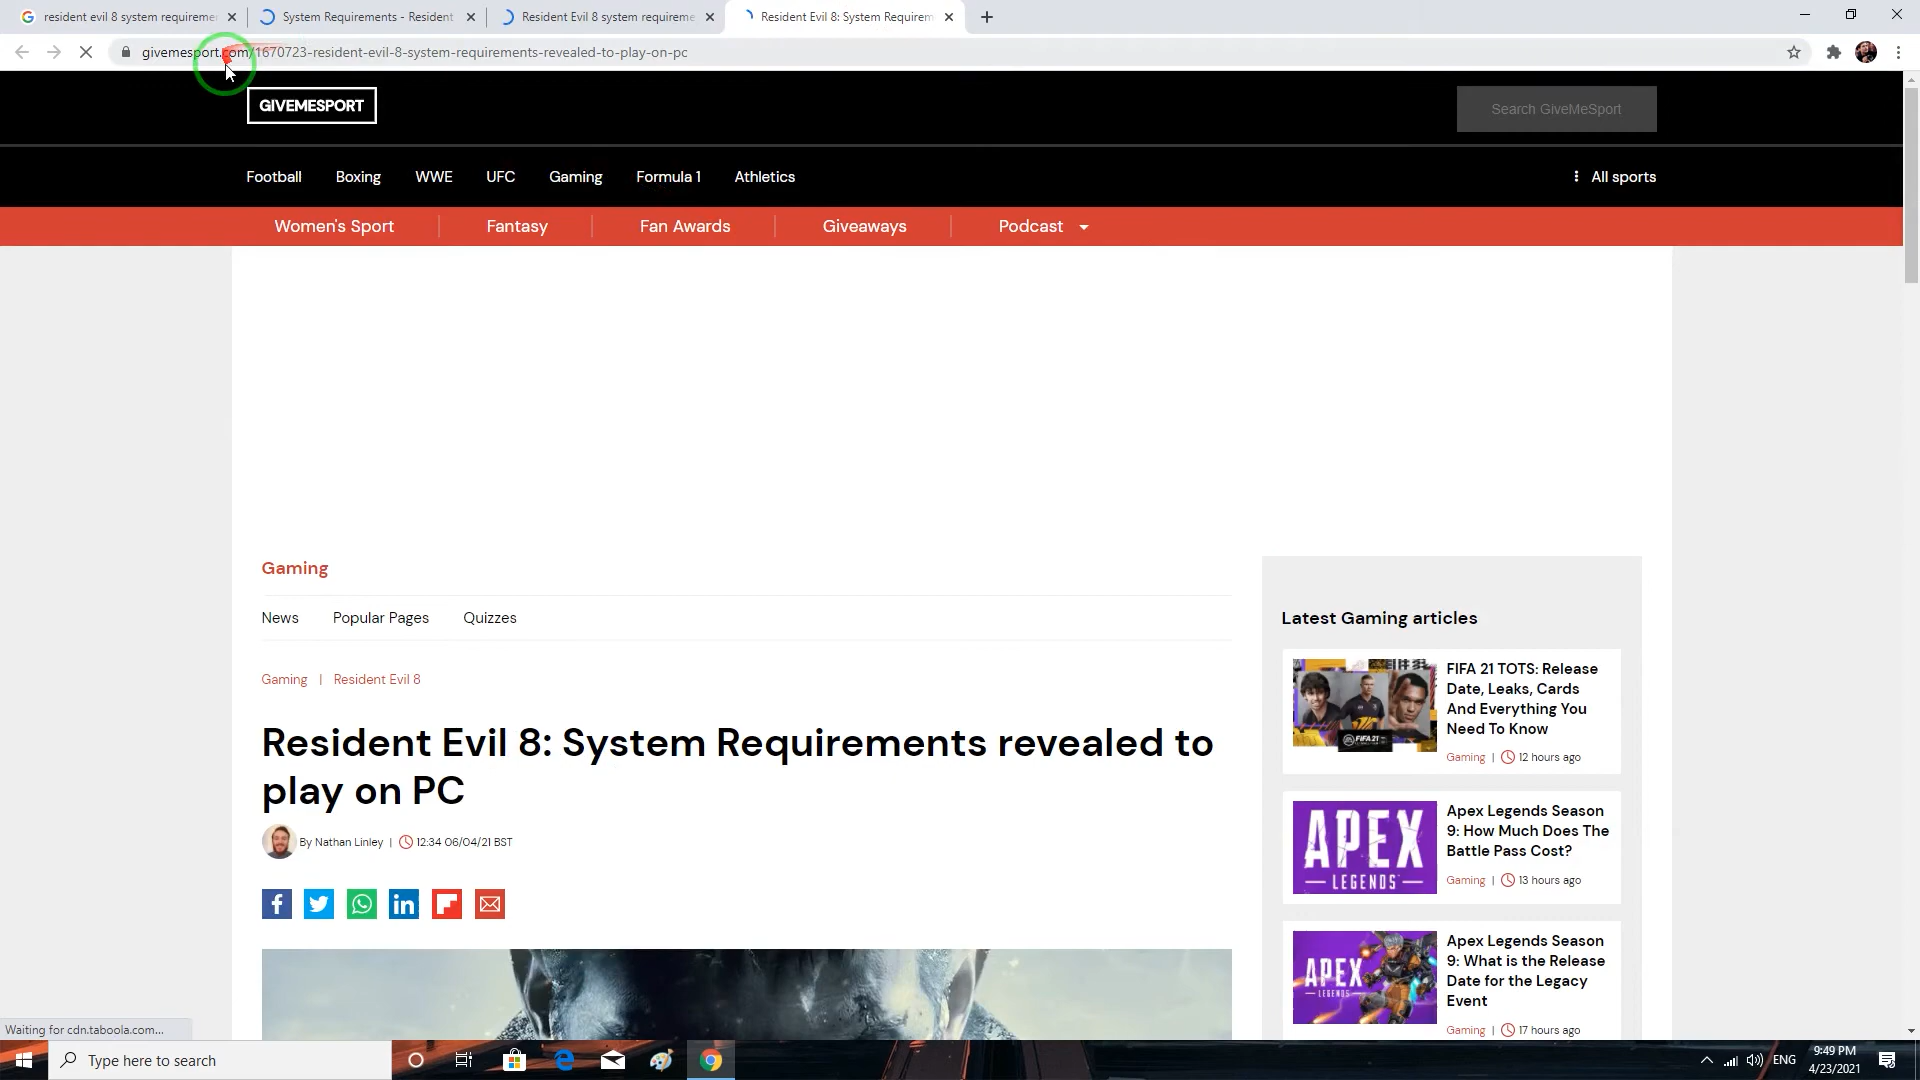 resident evil 8 system requiremen
System Requirements - Resident
Resident Evil 8 system requireme
Resident Evil 8: System Requirem
givemesport.com/1670723-resident-evil-8-system-requirements-revealed-to-play-on-pc
GIVEMESPORT
Search GiveMeSport
Football Boxing WWE UFC Gaming Formula 1 Athletics
All sports
Women's Sport Fantasy Fan Awards Giveaways Podcast
Gaming
News Popular Pages Quizzes
Gaming | Resident Evil 8
Resident Evil 8: System Requirements revealed to
play on PC
By Nathan Linley | 12:34 06/04/21 BST
Latest Gaming articles
FIFA 21
FIFA 21 TOTS: Release
Date, Leaks, Cards
And Everything You
Need To Know
Gaming | 12 hours ago
APEX
LEGENDS
Apex Legends Season
9: How Much Does The
Battle Pass Cost?
Gaming | 13 hours ago
APEX
LEGENDS
Apex Legends Season
9: What is the Release
Date for the Legacy
Event
Gaming | 17 hours ago
Waiting for cdn.taboola.com...
Type here to search
ENG
9:49 PM
4/23/2021